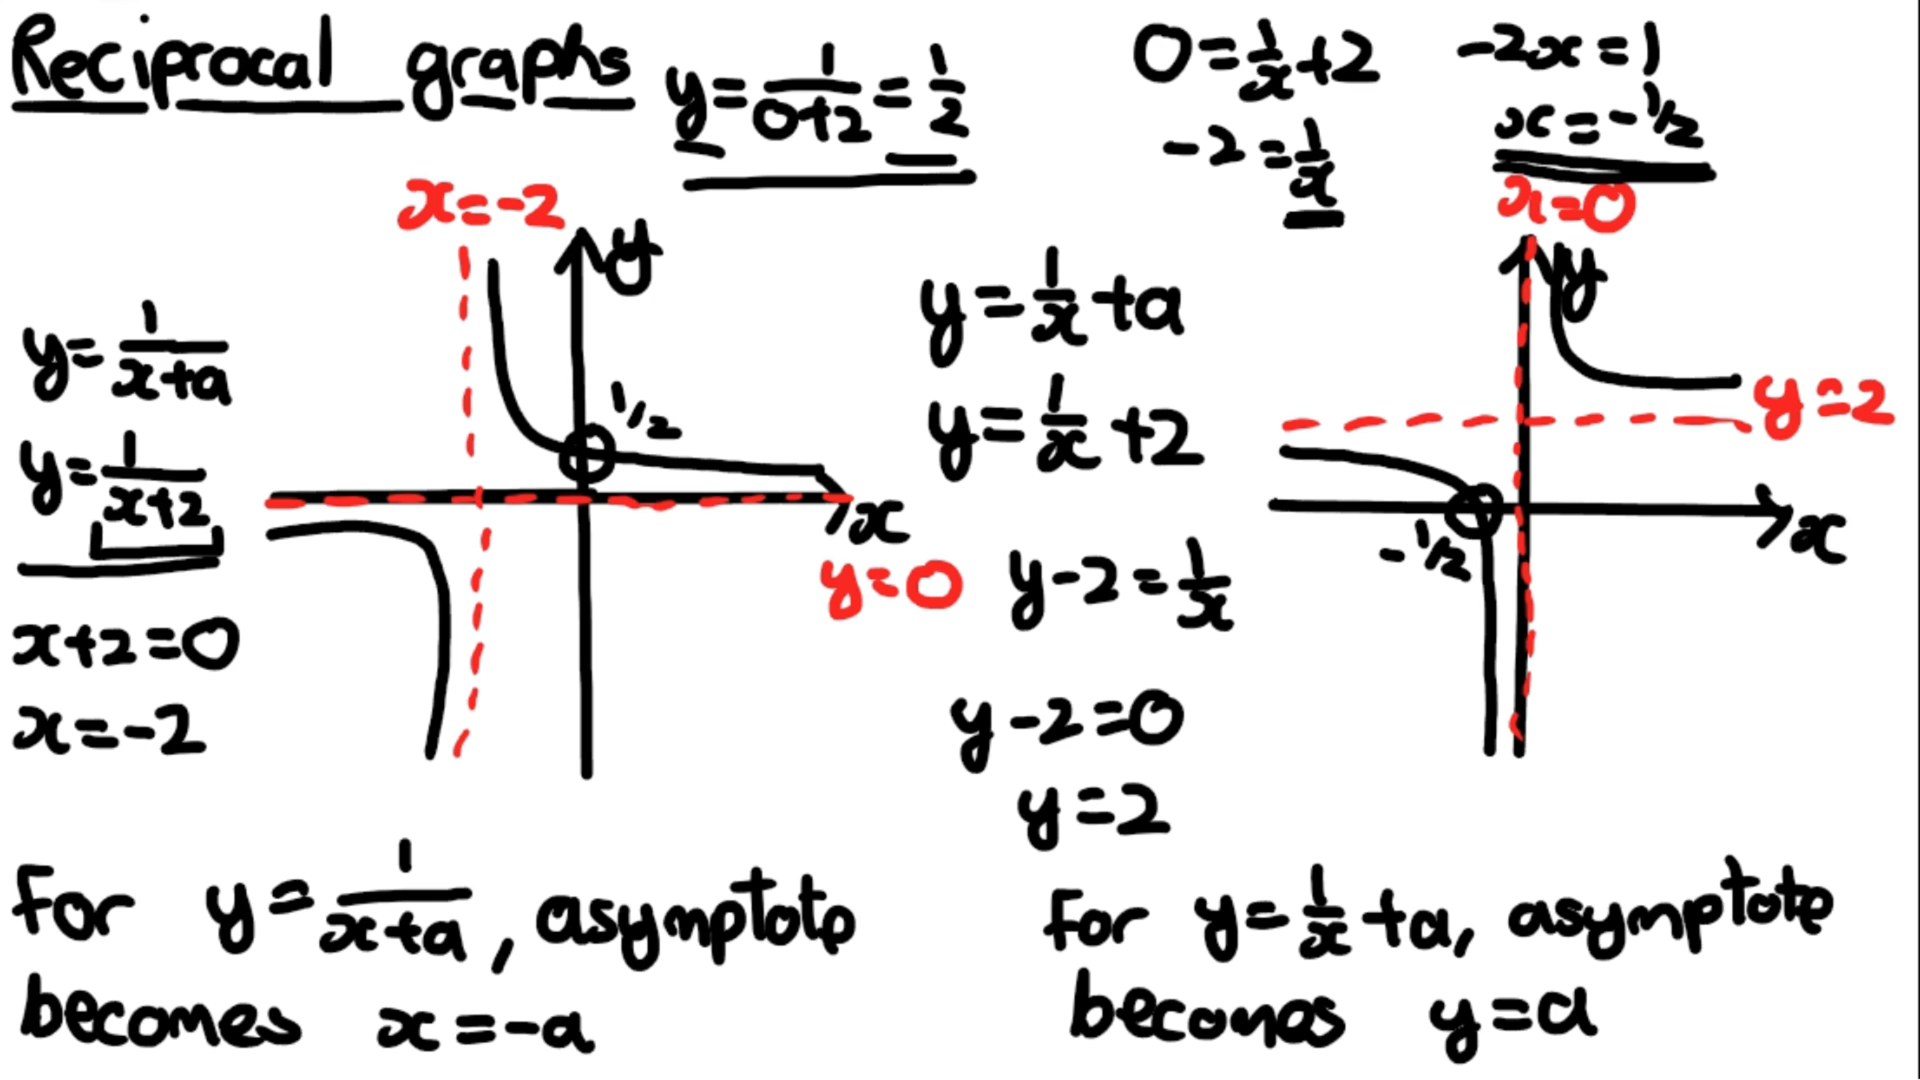 Reciprocal graphs
y = 1/(0+2) = 1/2
0 = 1/x + 2
-2 = 1/x
-2x = 1
x = -1/2
x = -2
y
1/2
x
y = 0
y = 1/(x+a)
y = 1/(x+2)
x+2=0
x=-2
y = 1/x + a
y = 1/x + 2
y-2 = 1/x
y-2=0
y=2
x=0
y
y=2
-1/2
x
For y = 1/(x+a), asymptote
becomes x=-a
For y = 1/x + a, asymptote
becomes y=a